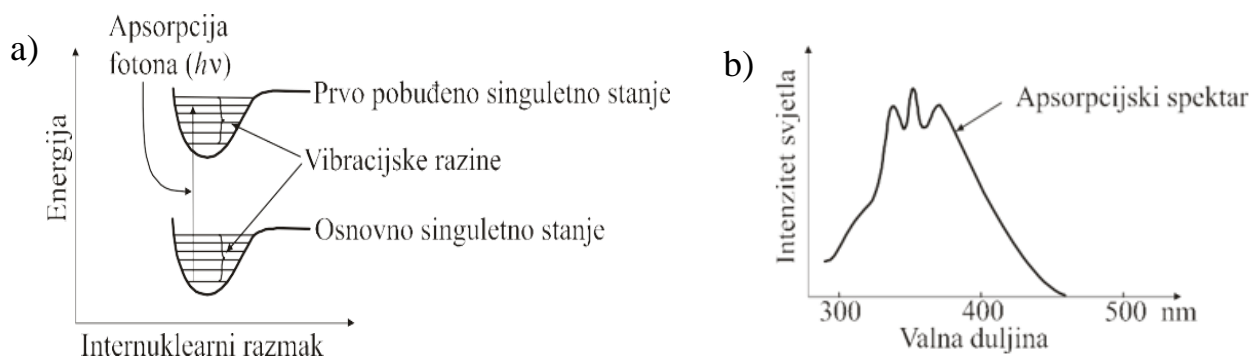 a)
Apsorpcija
fotona (hν)
Prvo pobuđeno singuletno stanje
Vibracijske razine
Osnovno singuletno stanje
Energija
Internuklearni razmak
b)
Apsorpcijski spektar
Intenzitet svjetla
300 400 500 nm
Valna duljina